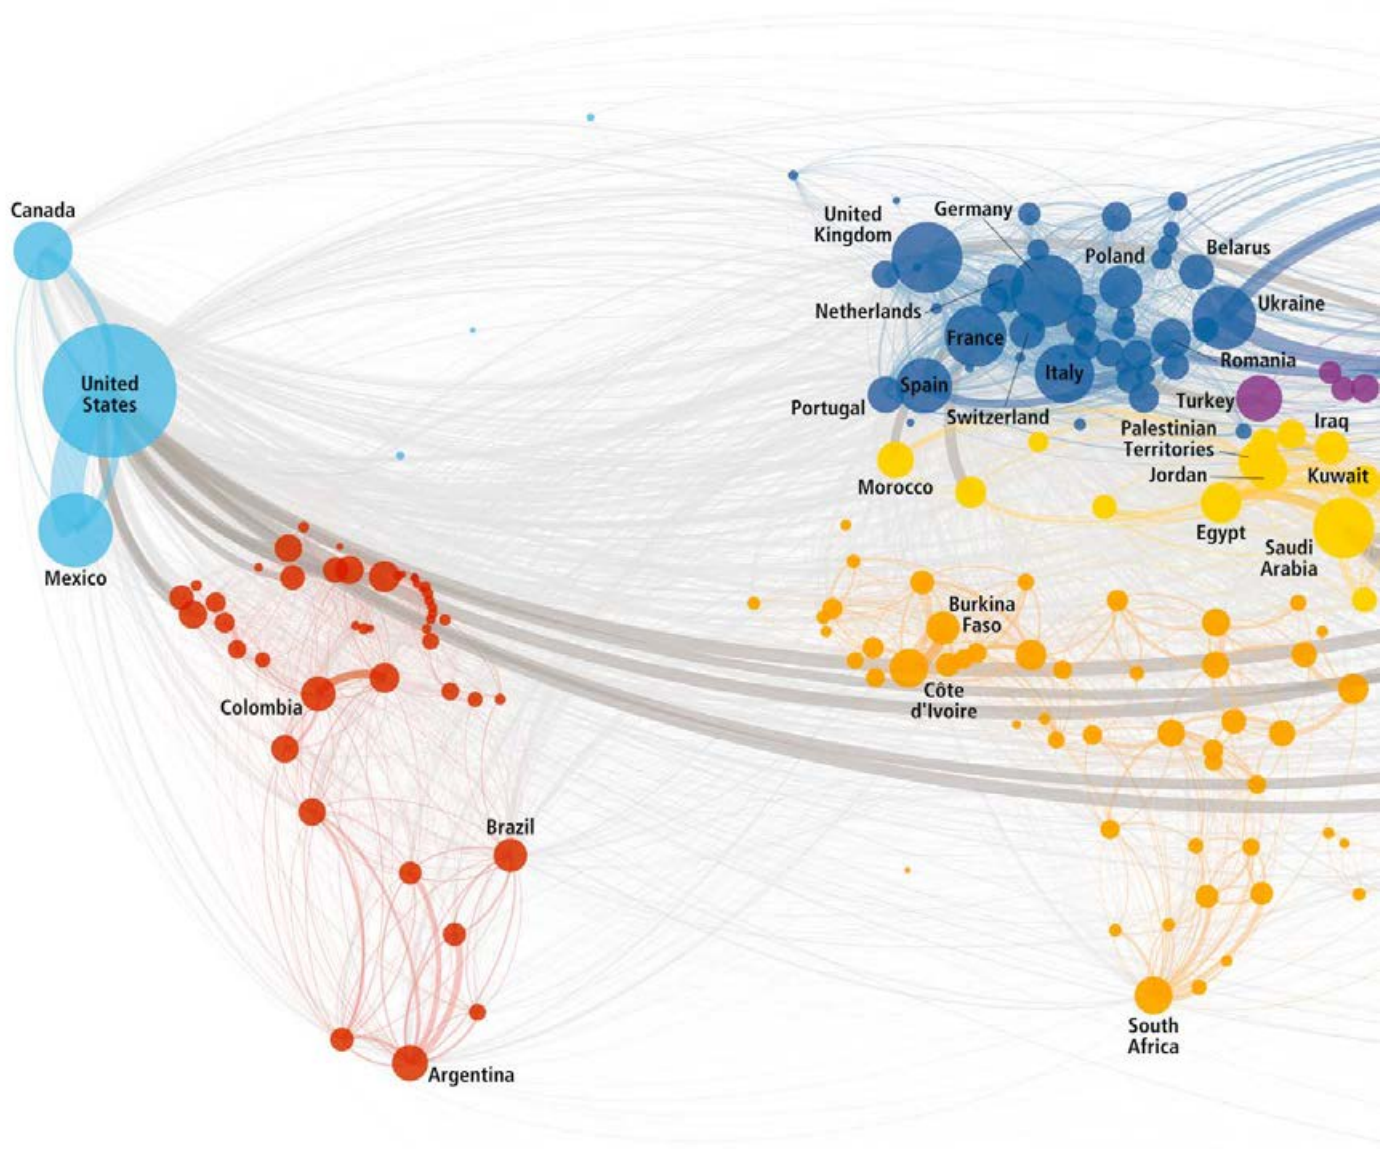 Canada
United
States
Mexico
Colombia
Brazil
Argentina
United
Kingdom
Germany
Poland
Belarus
Netherlands
Ukraine
France
Romania
Italy
Spain
Portugal
Switzerland
Turkey
Palestinian
Territories
Iraq
Jordan
Kuwait
Morocco
Egypt
Saudi
Arabia
Burkina
Faso
Côte
d'Ivoire
South
Africa